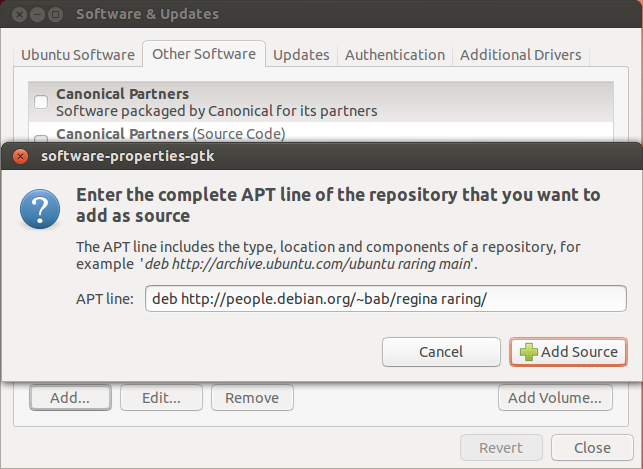 Software & Updates
Ubuntu Software Other Software Updates Authentication Additional Drivers
Canonical Partners
Software packaged by Canonical for its partners
Canonical Partners (Source Code)
software-properties-gtk
Enter the complete APT line of the repository that you want to
add as source
The APT line includes the type, location and components of a repository, for
example 'deb http://archive.ubuntu.com/ubuntu raring main'.
APT line: deb http://people.debian.org/~bab/regina raring/
Cancel Add Source
Add... Edit... Remove Add Volume...
Revert Close